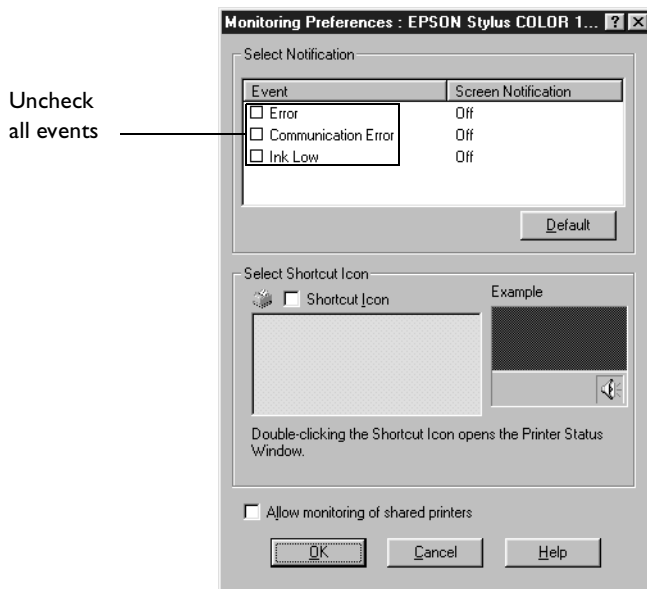 Monitoring Preferences : EPSON Stylus COLOR 1...
Select Notification
Event Screen Notification
Error Off
Communication Error Off
Ink Low Off
Uncheck
all events
Default
Select Shortcut Icon
Shortcut Icon
Example
Double-clicking the Shortcut Icon opens the Printer Status
Window.
Allow monitoring of shared printers
OK Cancel Help